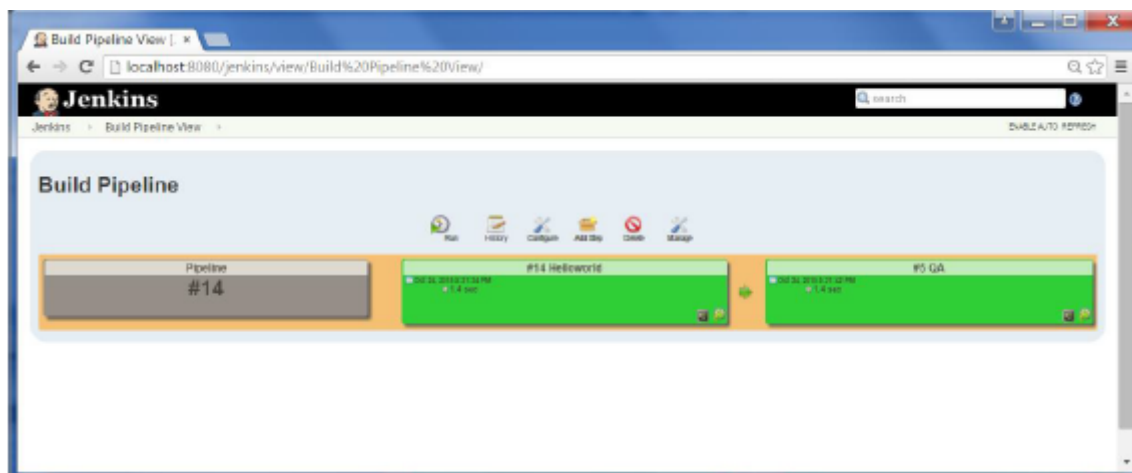 Build Pipeline View [
localhost:8080/jenkins/view/Build%20Pipeline%20View/
Jenkins
search
Jenkins Build Pipeline View
ENABLE AUTO REFRESH
Build Pipeline
Run History Configure Add Step Delete Manage
Pipeline
#14
#14 Helloworld
1.4 sec
#5 QA
1.4 sec